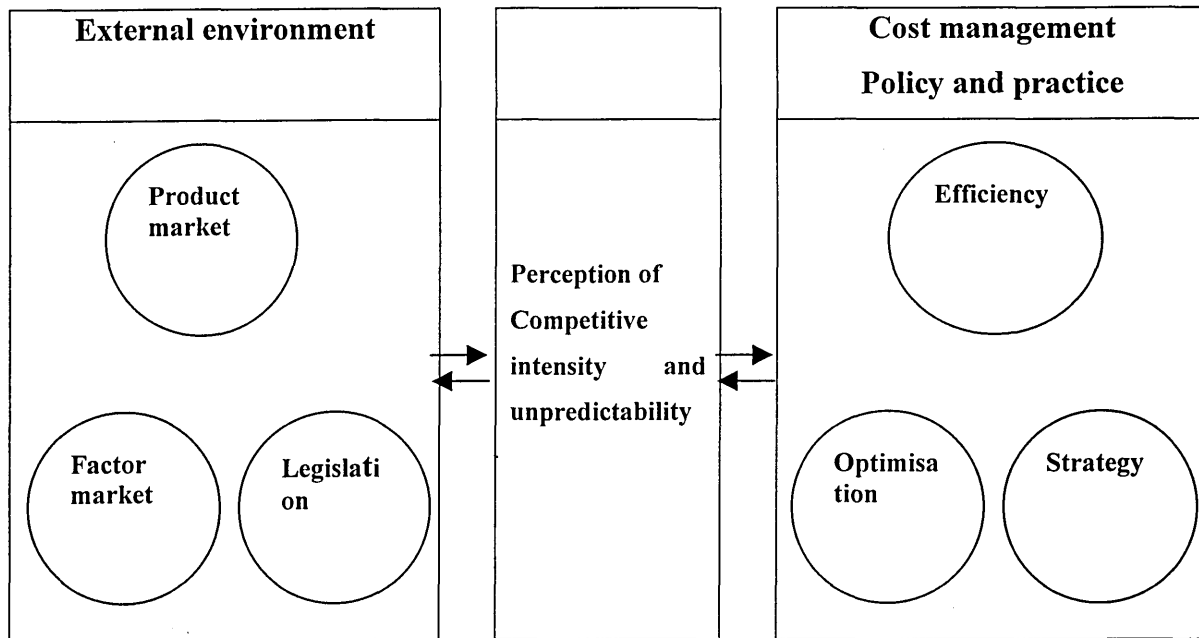 External environment
Product
market
Factor
market
Legislati
on
Perception of
Competitive
intensity and
unpredictability
Cost management
Policy and practice
Efficiency
Optimisa
tion
Strategy